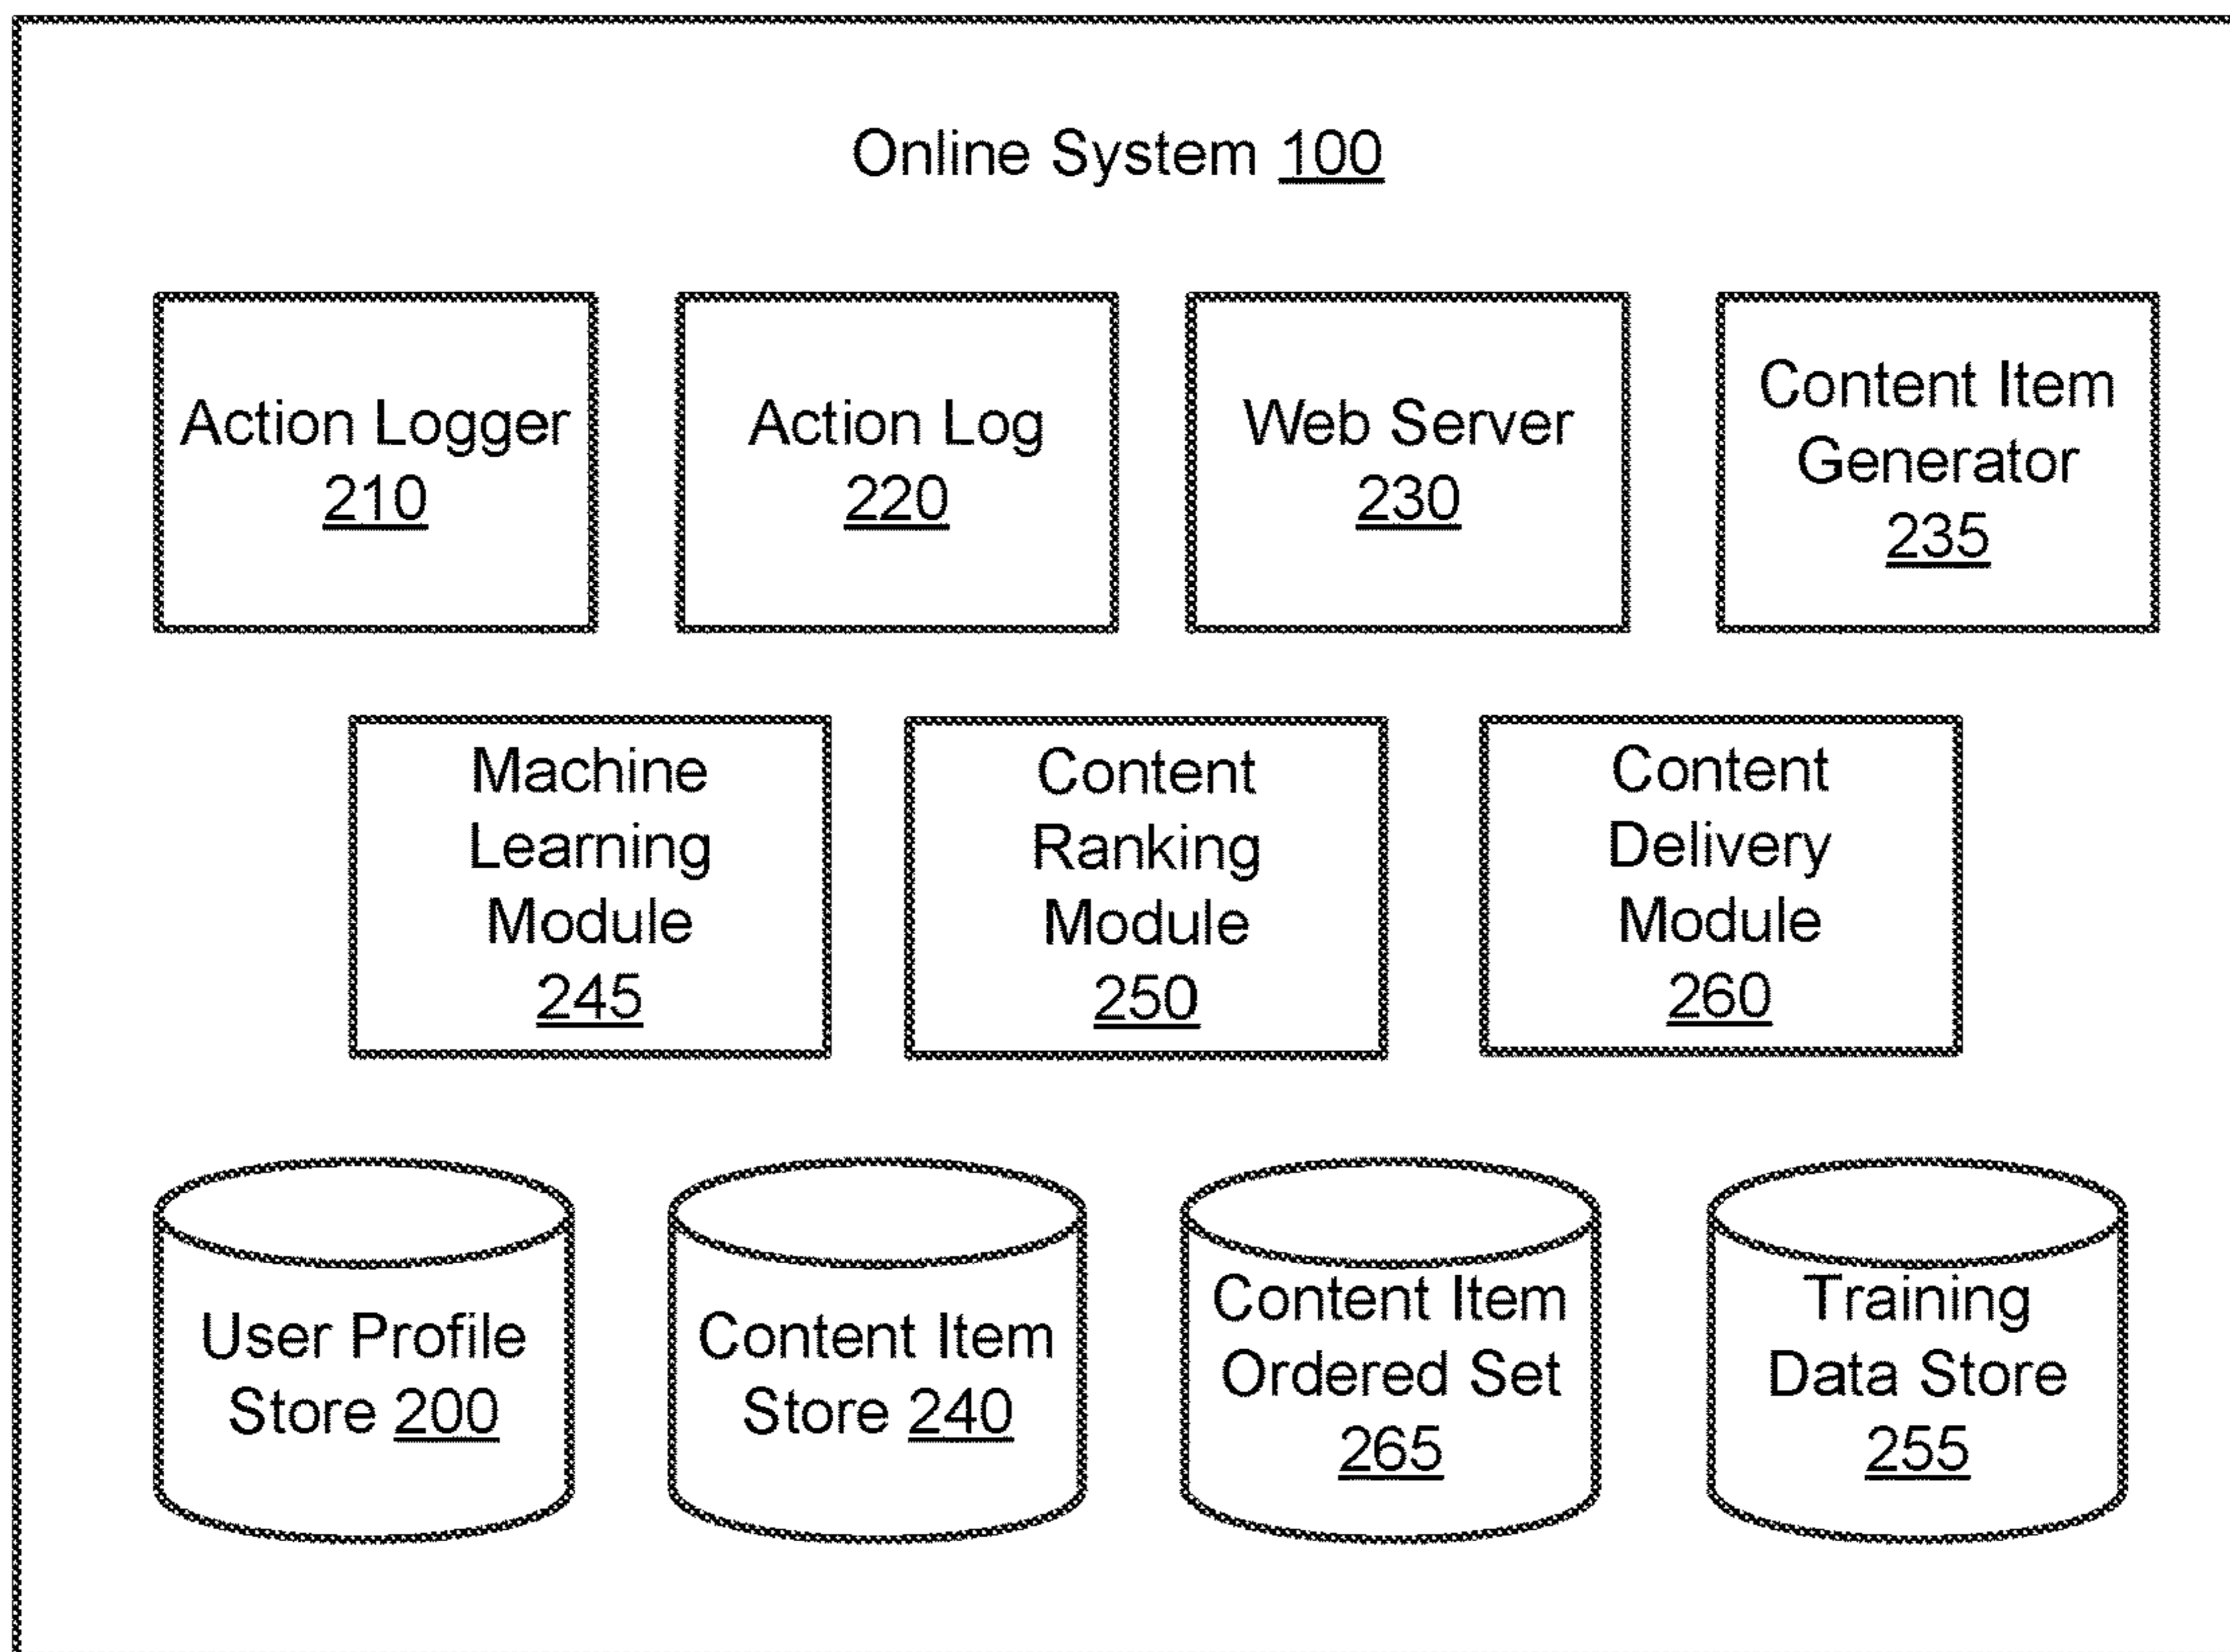 Online System 100
Action Logger
210
Action Log
220
Web Server
230
Content Item
Generator
235
Machine
Learning
Module
245
Content
Ranking
Module
250
Content
Delivery
Module
260
User Profile
Store 200
Content Item
Store 240
Content Item
Ordered Set
265
Training
Data Store
255